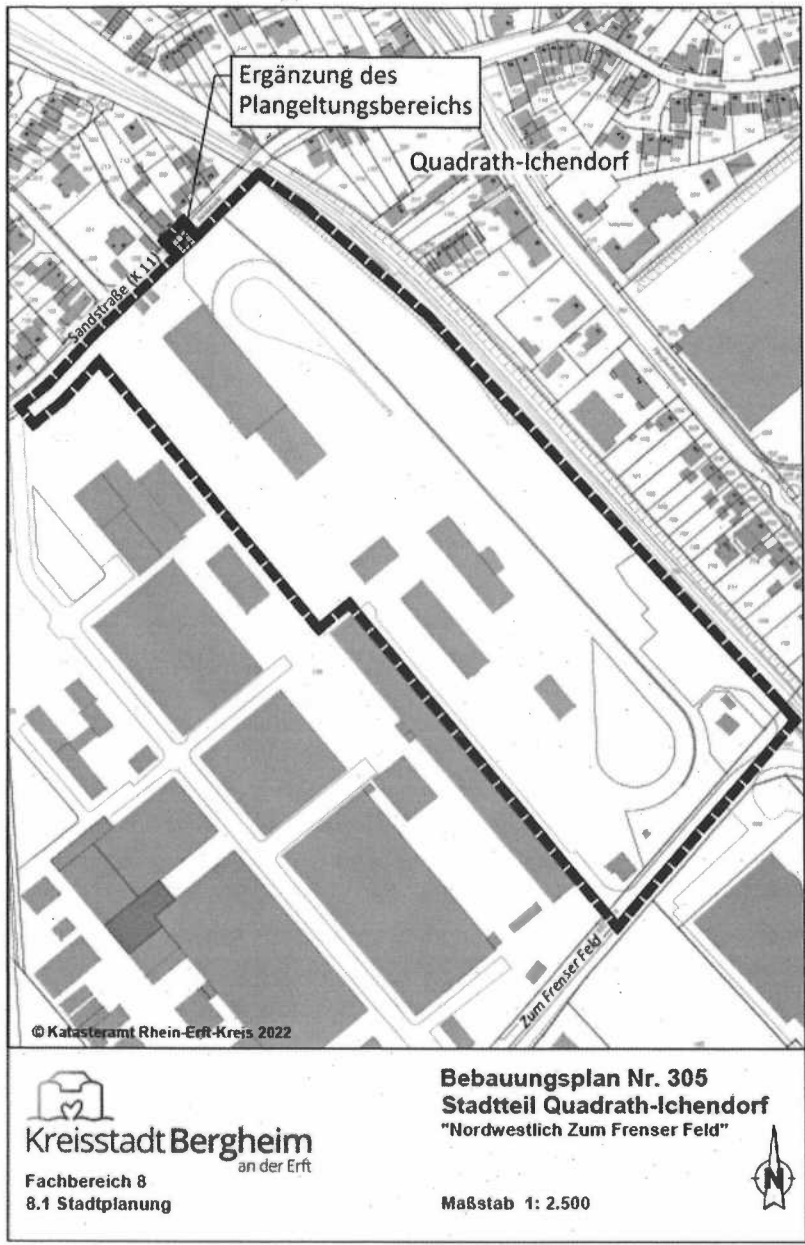 Ergänzung des
Plangeltungsbereichs
Quadrath-Ichendorf
Sandstraße (K 11)
Zum Frenser Feld
© Katasteramt Rhein-Erft-Kreis 2022
Kreisstadt Bergheim
an der Erft
Fachbereich 8
8.1 Stadtplanung
Bebauungsplan Nr. 305
Stadtteil Quadrath-Ichendorf
"Nordwestlich Zum Frenser Feld"
Maßstab 1: 2.500
N